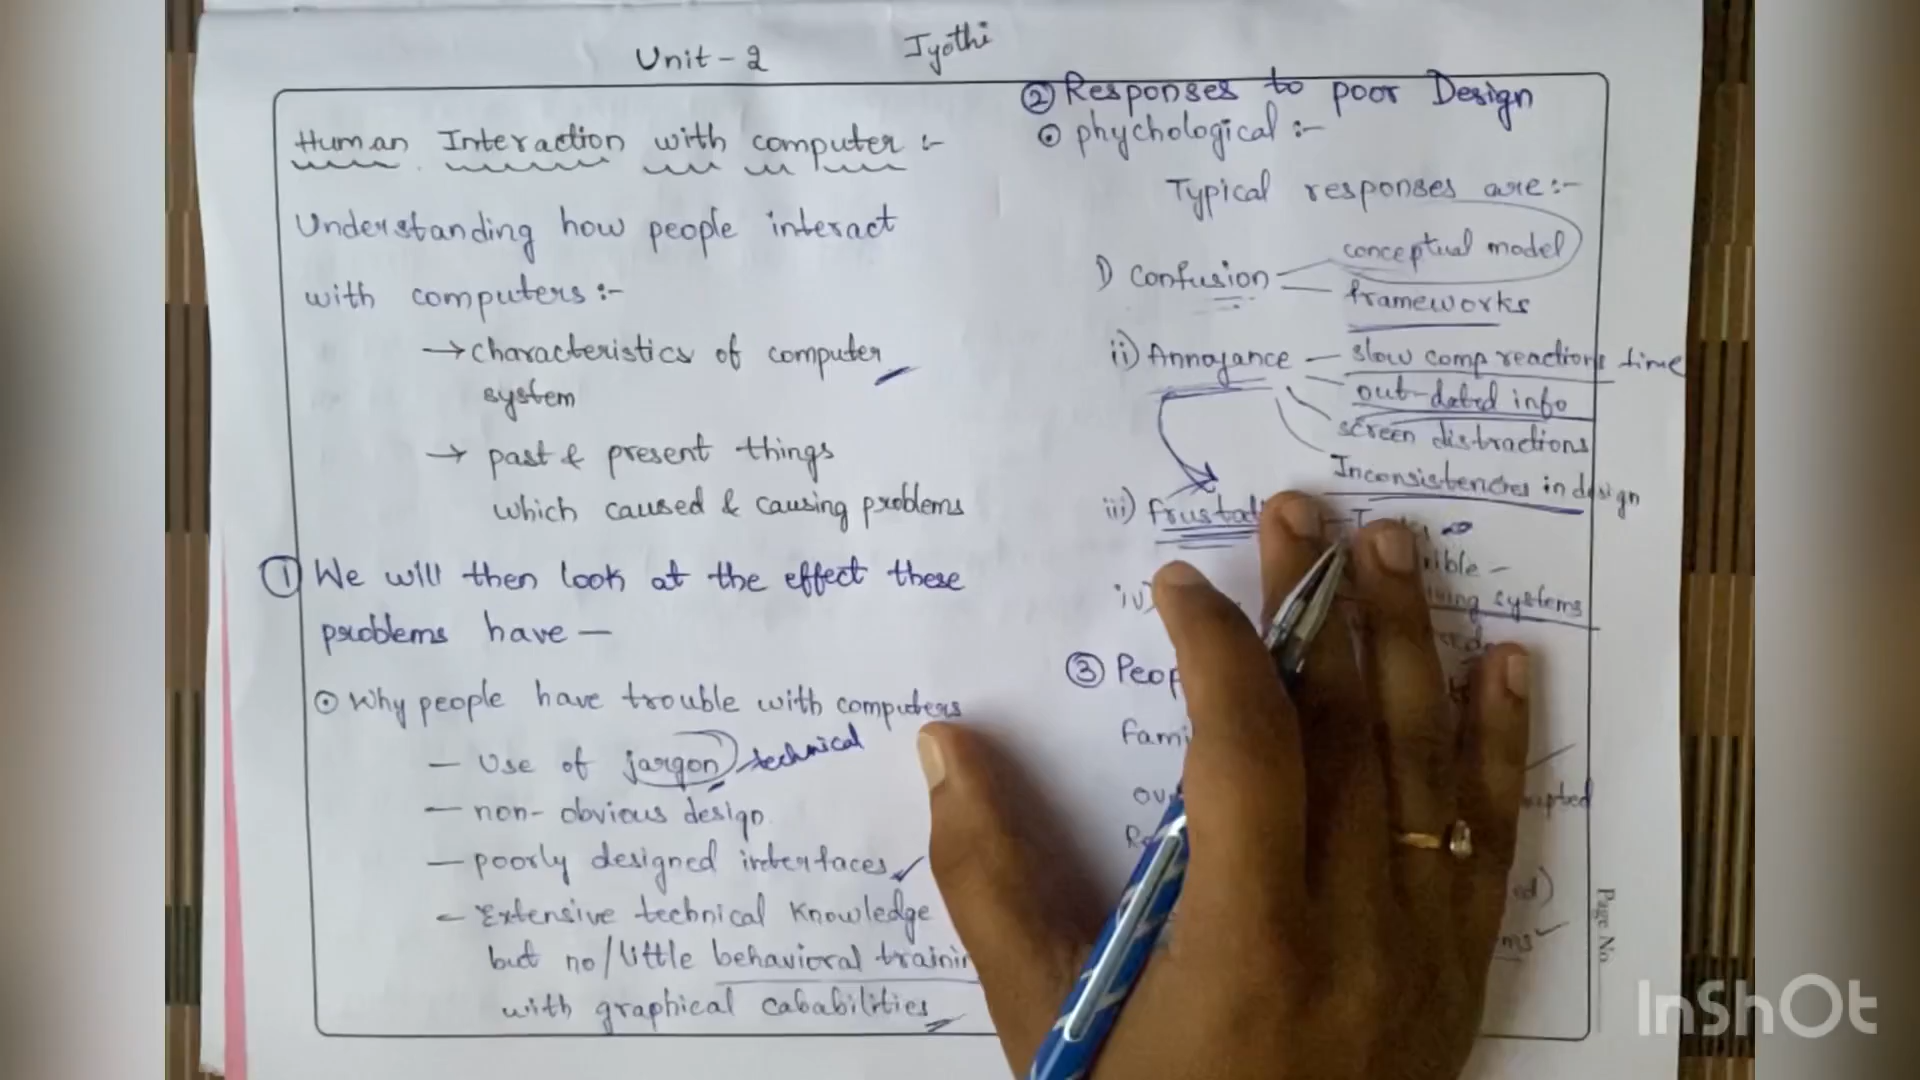 Unit - 2
Jyothi
Human Interaction with computer :-
Understanding how people interact
with computers :-
→ characteristics of computer
system
→ past & present things
which caused & causing problems
① We will then look at the effect these
problems have —
⊙ Why people have trouble with computers
— Use of jargon technical
— non-obvious design
— poorly designed interfaces ✓
— Extensive technical knowledge
but no/little behavioral
with graphical cababilities
② Responses to poor Design
⊙ phychological :-
Typical responses are :-
i) Confusion — conceptual model
— frameworks
ii) Annoyance — slow comp reactions time
out-dated info
screen distractions
Inconsistencies in design
iii)
systems
iv)
③
Page No
InShOt